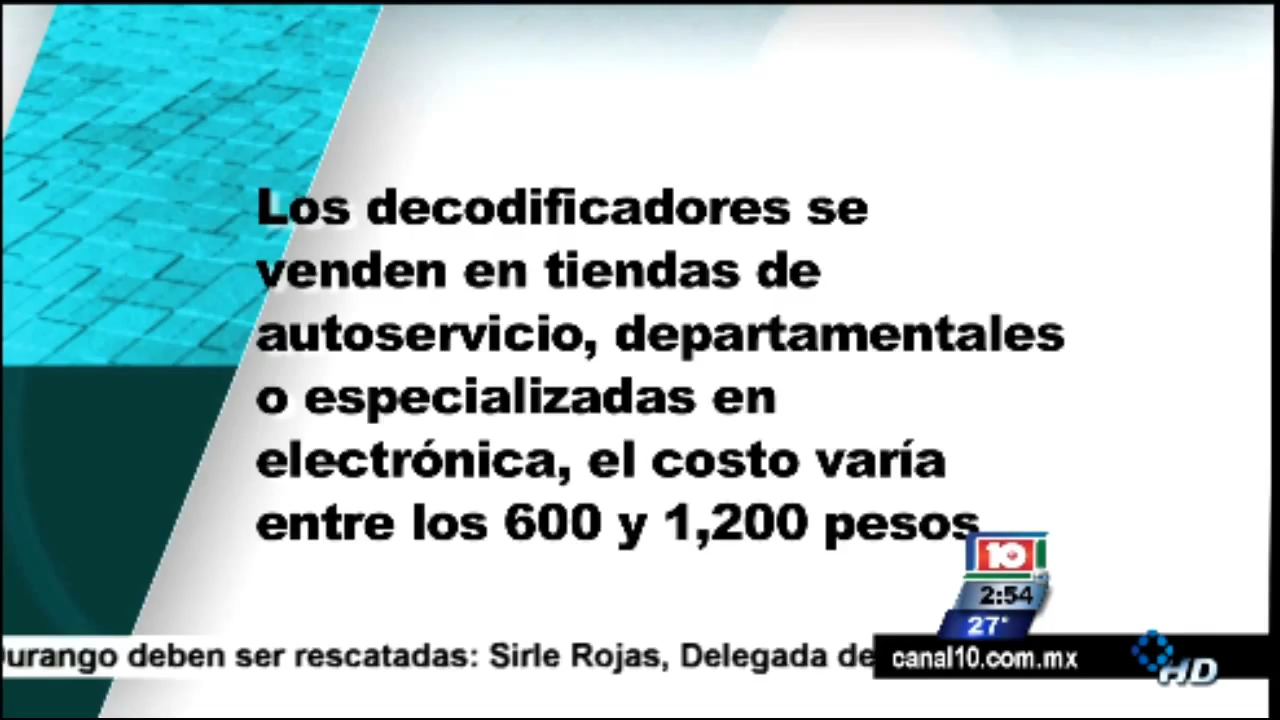 Los decodificadores se
venden en tiendas de
autoservicio, departamentales
o especializadas en
electrónica, el costo varía
entre los 600 y 1,200 pesos
10
2:54
27°
urango deben ser rescatadas: Sirle Rojas, Delegada de
canal10.com.mx
HD